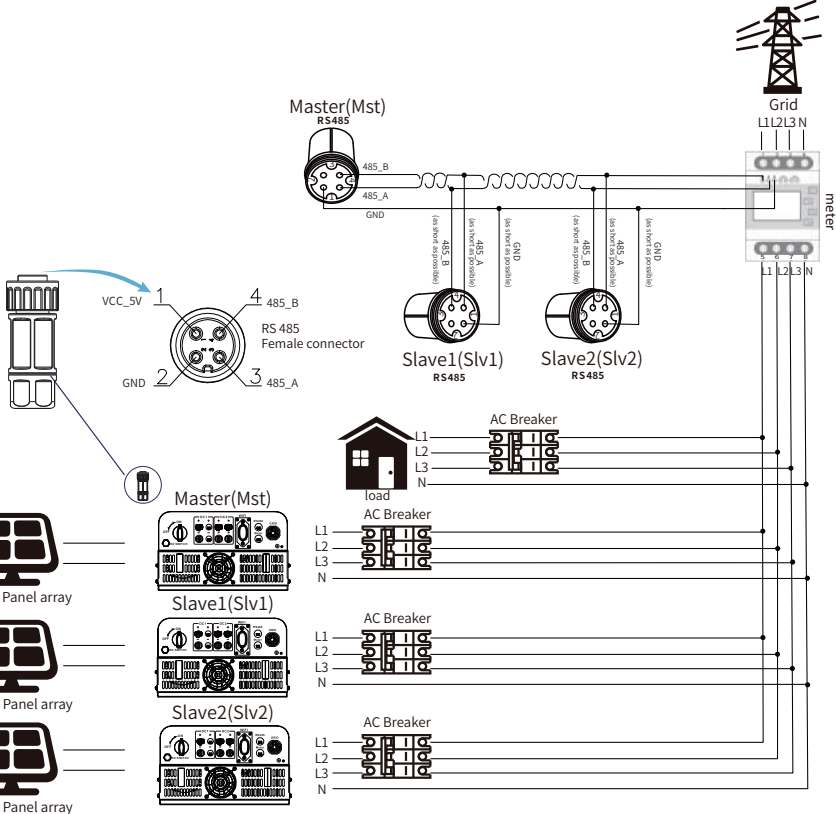 Grid
L1 L2 L3 N
Master(Mst)
RS485
485_B
485_A
GND
meter
5 6 7 8
L1 L2 L3 N
485_B
(as short as possible)
485_A
(as short as possible)
GND
(as short as possible)
485_B
(as short as possible)
485_A
(as short as possible)
GND
(as short as possible)
Slave1(Slv1)
RS485
Slave2(Slv2)
RS485
VCC_5V
1
4
485_B
RS 485
Female connector
GND
2
3
485_A
AC Breaker
L1
L2
L3
N
load
Master(Mst)
AC Breaker
L1
L2
L3
N
Panel array
Slave1(Slv1)
AC Breaker
L1
L2
L3
N
Panel array
Slave2(Slv2)
AC Breaker
L1
L2
L3
N
Panel array